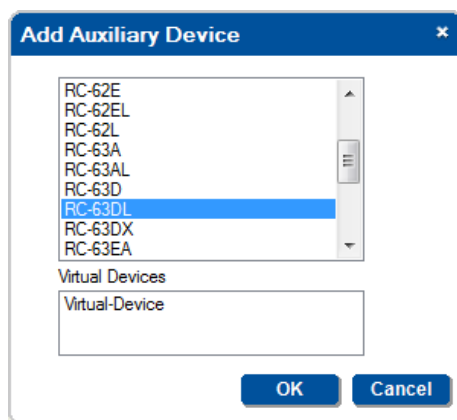 Add Auxiliary Device
RC-62E
RC-62EL
RC-62L
RC-63A
RC-63AL
RC-63D
RC-63DL
RC-63DX
RC-63EA
Virtual Devices
Virtual-Device
OK
Cancel